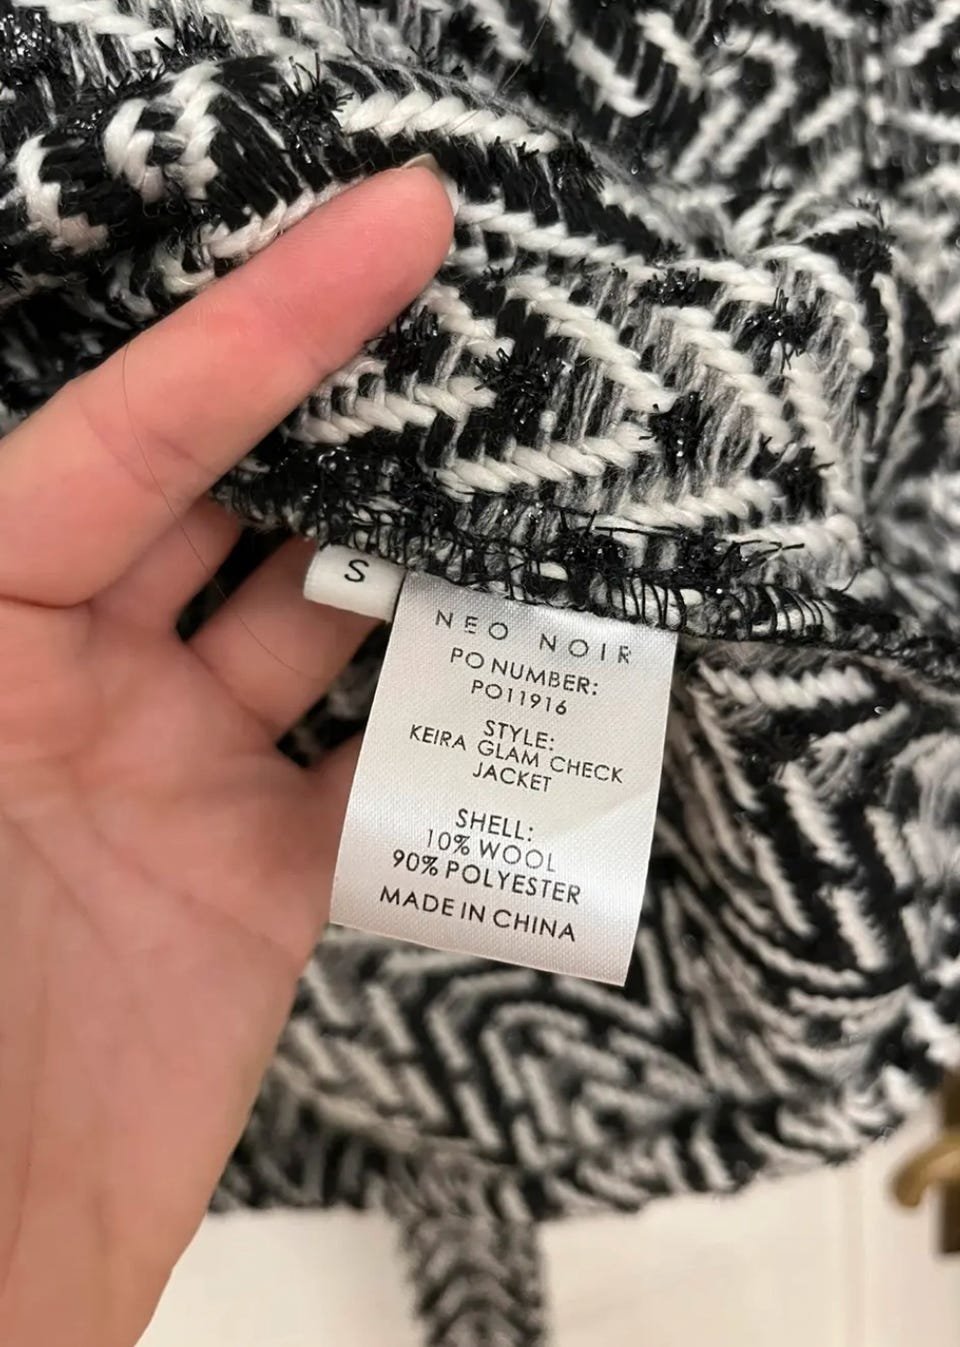 S
NEO NOIR
PO NUMBER:
PO11916
STYLE:
KEIRA GLAM CHECK
JACKET
SHELL:
10% WOOL
90% POLYESTER
MADE IN CHINA